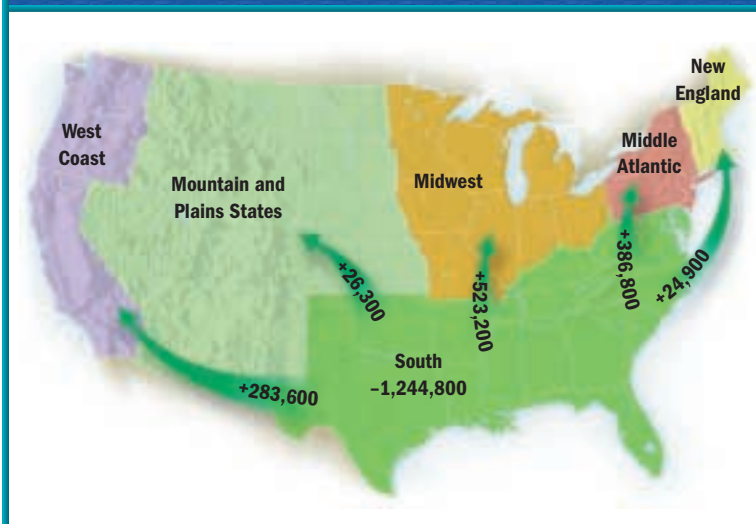 New
England
West
Coast
Middle
Atlantic
Mountain and
Plains States
Midwest
+386,800
+24,900
+26,300
+523,200
South
–1,244,800
+283,600